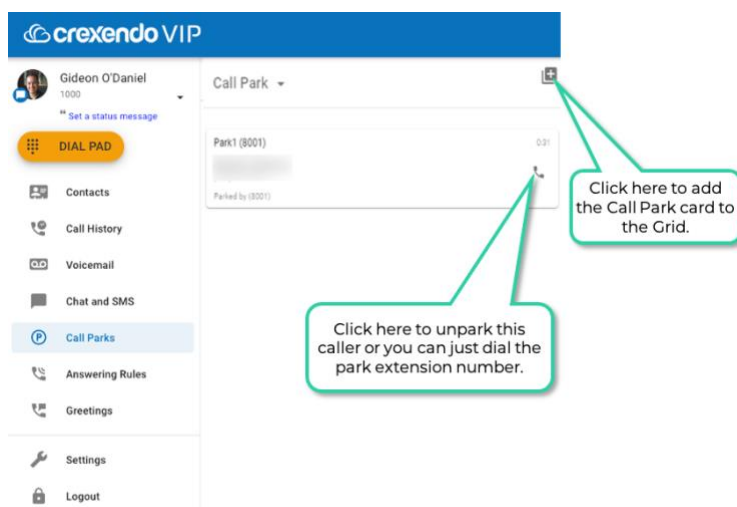 crexendo VIP
Gideon O'Daniel
1000
" Set a status message
DIAL PAD
Contacts
Call History
Voicemail
Chat and SMS
Call Parks
Answering Rules
Greetings
Settings
Logout
Call Park
Park1 (8001)
0:31
Parked by (8001)
Click here to add
the Call Park card to
the Grid.
Click here to unpark this
caller or you can just dial the
park extension number.